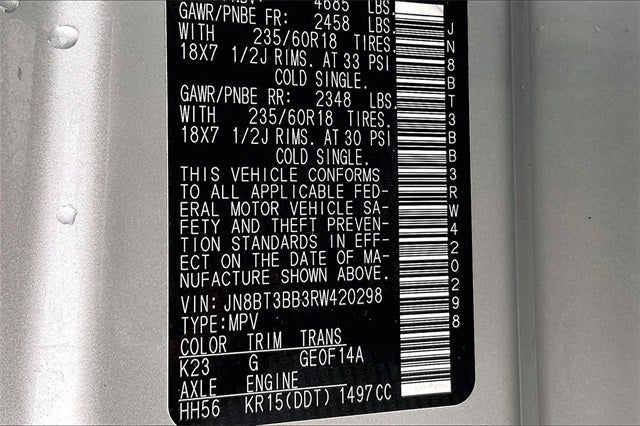 4685 LBS.
GAWR/PNBE FR: 2458 LBS.
WITH 235/60R18 TIRES.
18X7 1/2J RIMS. AT 33 PSI
COLD SINGLE.
GAWR/PNBE RR: 2348 LBS.
WITH 235/60R18 TIRES.
18X7 1/2J RIMS. AT 30 PSI
COLD SINGLE.
THIS VEHICLE CONFORMS
TO ALL APPLICABLE FED-
ERAL MOTOR VEHICLE SA-
FETY AND THEFT PREVEN-
TION STANDARDS IN EFF-
ECT ON THE DATE OF MA-
NUFACTURE SHOWN ABOVE.
VIN: JN8BT3BB3RW420298
TYPE:MPV
COLOR TRIM TRANS
K23 G GE0F14A
AXLE ENGINE
HH56 KR15(DDT) 1497CC
JN8BT3BB3RW420298